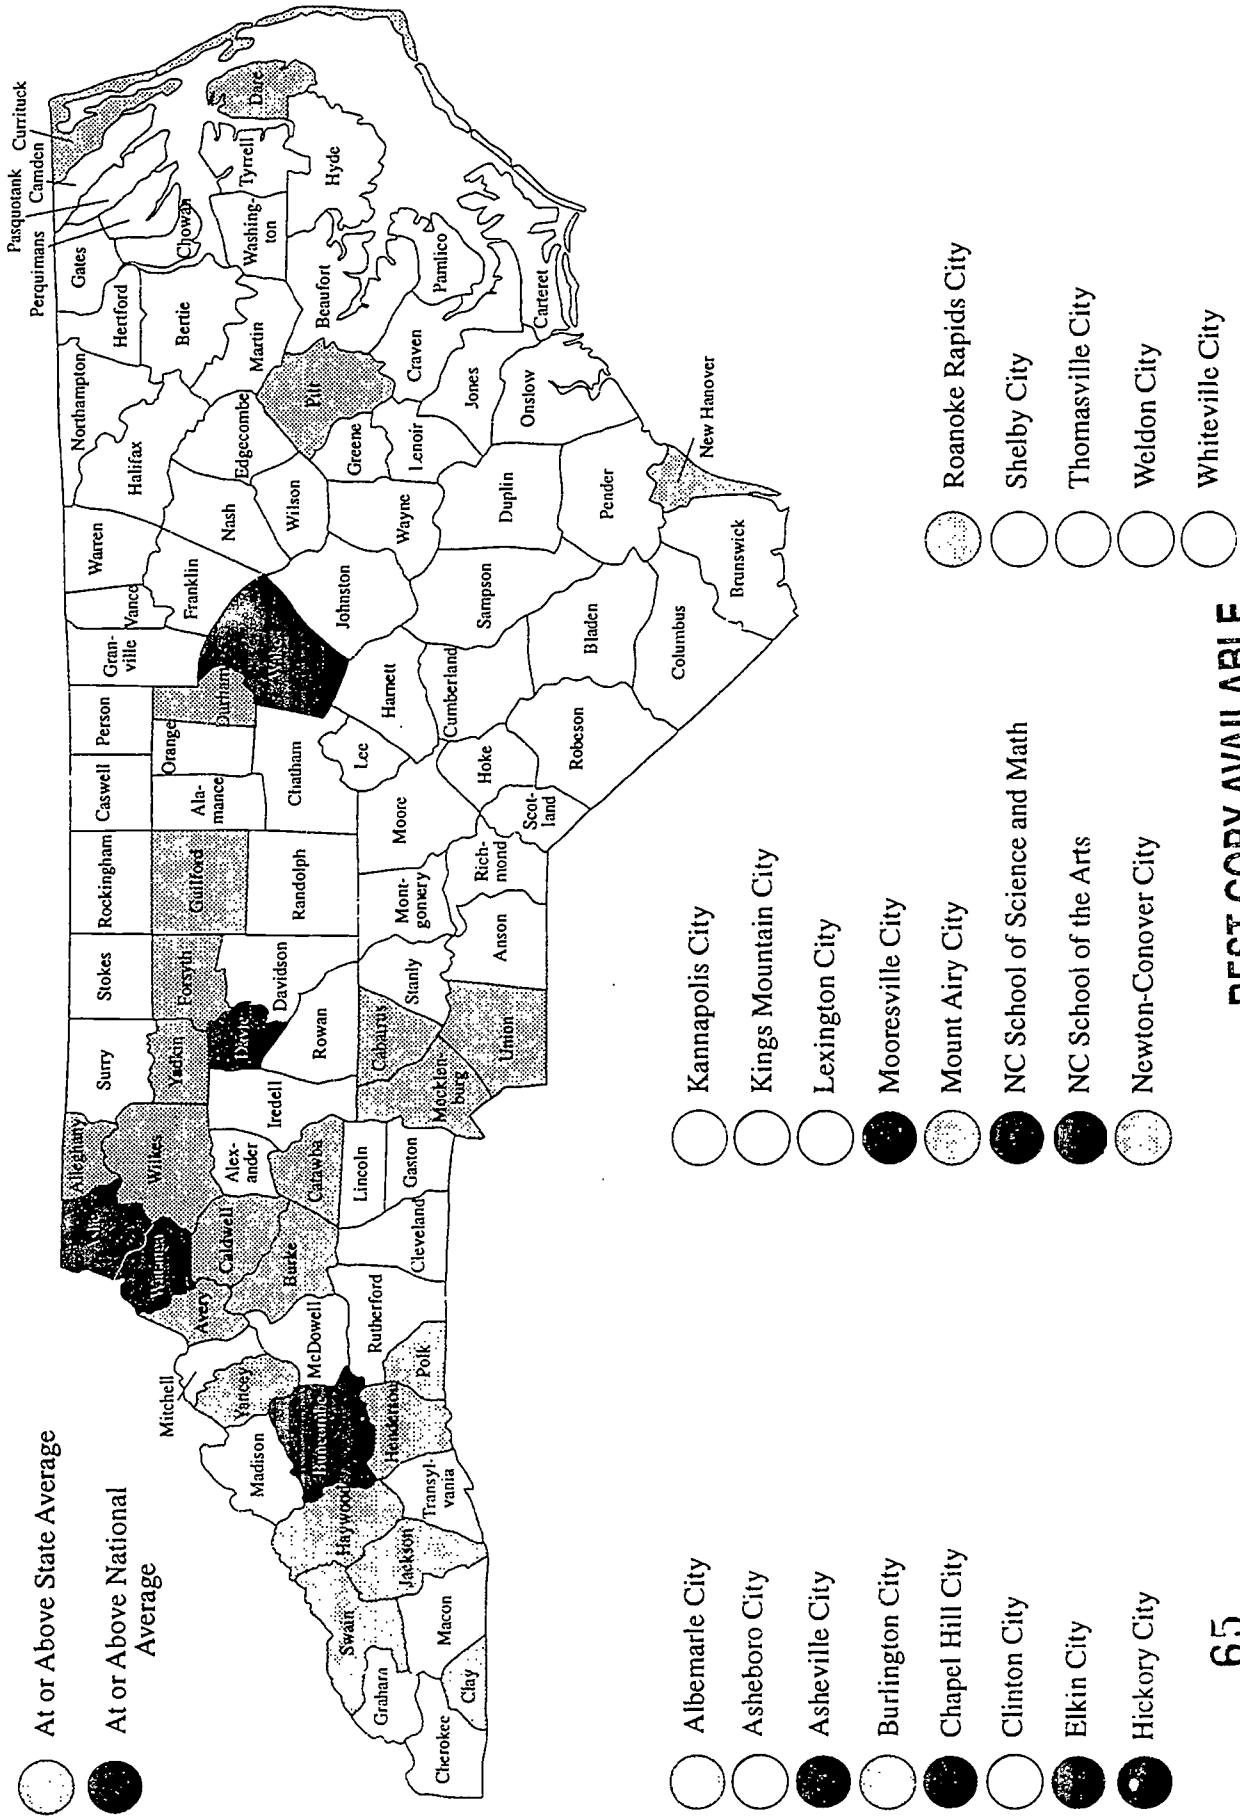 At or Above State Average
At or Above National
Average
Cherokee
Graham
Clay
Swain
Macon
Jackson
Haywood
Transyl-
vania
Madison
Buncombe
Henderson
Polk
Mitchell
Yancey
McDowell
Rutherford
Avery
Burke
Cleveland
Watauga
Caldwell
Ashe
Alleghany
Wilkes
Alex-
ander
Catawba
Lincoln
Gaston
Surry
Yadkin
Iredell
Davie
Rowan
Mecklen-
burg
Cabarrus
Union
Stokes
Forsyth
Davidson
Stanly
Anson
Rockingham
Guilford
Randolph
Mont-
gomery
Rich-
mond
Caswell
Ala-
mance
Chatham
Moore
Scot-
land
Person
Orange
Durham
Lee
Hoke
Robeson
Gran-
ville
Wake
Harnett
Cumberland
Vance
Warren
Franklin
Johnston
Sampson
Bladen
Columbus
Brunswick
Northampton
Halifax
Nash
Wilson
Wayne
Duplin
Pender
New Hanover
Edgecombe
Pitt
Greene
Lenoir
Jones
Onslow
Hertford
Bertie
Martin
Beaufort
Craven
Pamlico
Carteret
Gates
Chowan
Washing-
ton
Tyrrell
Hyde
Dare
Perquimans
Pasquotank
Camden
Currituck
Albemarle City
Asheboro City
Asheville City
Burlington City
Chapel Hill City
Clinton City
Elkin City
Hickory City
Kannapolis City
Kings Mountain City
Lexington City
Mooresville City
Mount Airy City
NC School of Science and Math
NC School of the Arts
Newton-Conover City
Roanoke Rapids City
Shelby City
Thomasville City
Weldon City
Whiteville City
65
BEST COPY AVAILABLE